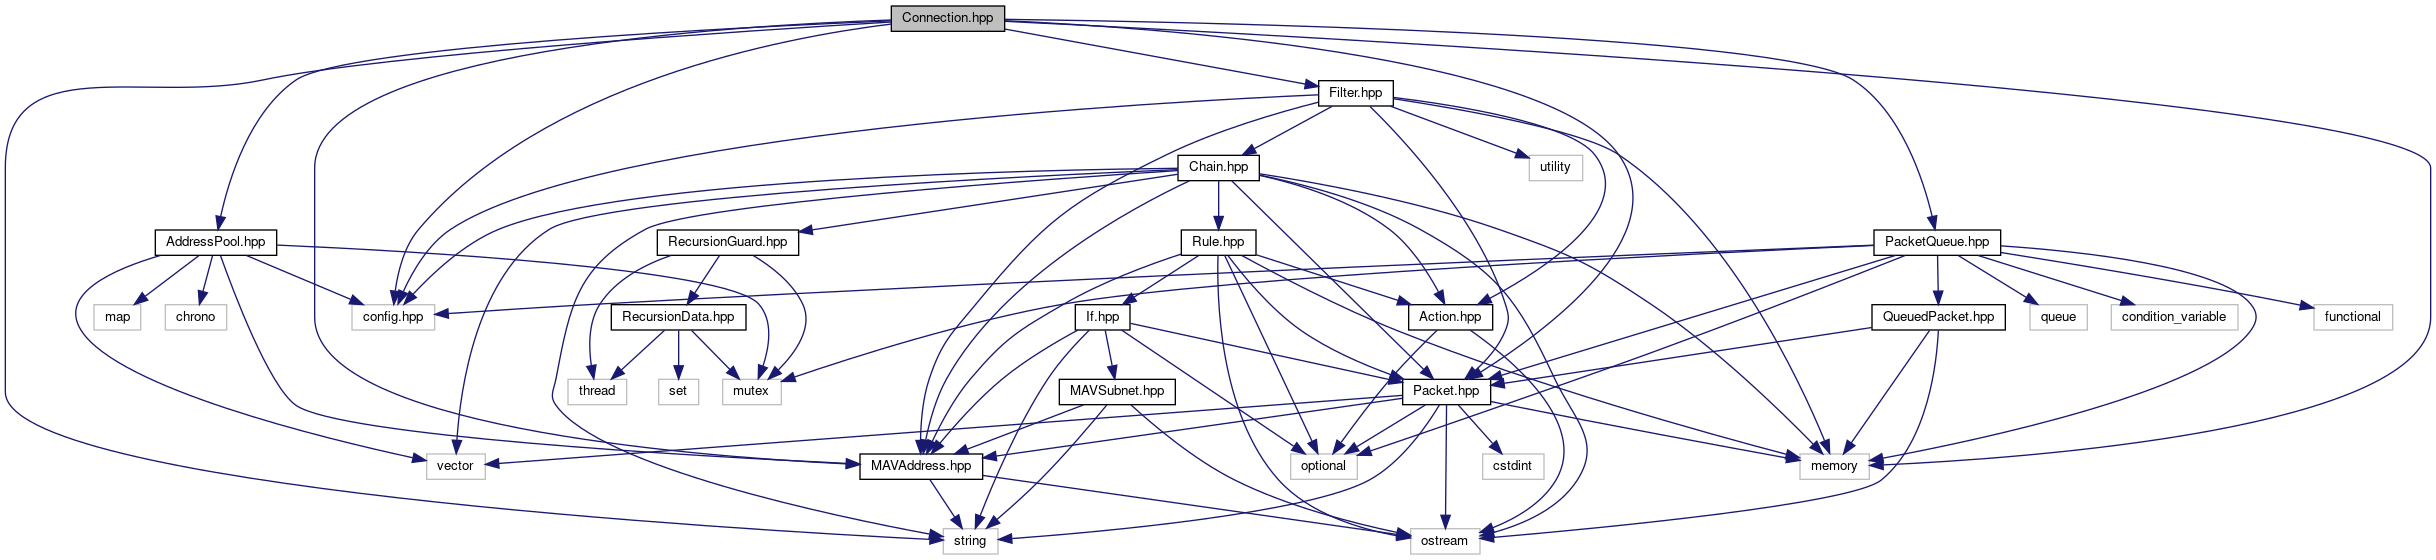 Connection.hpp
Filter.hpp
Chain.hpp
utility
AddressPool.hpp
RecursionGuard.hpp
Rule.hpp
PacketQueue.hpp
map
chrono
config.hpp
RecursionData.hpp
If.hpp
Action.hpp
QueuedPacket.hpp
queue
condition_variable
functional
thread
set
mutex
MAVSubnet.hpp
Packet.hpp
vector
MAVAddress.hpp
optional
cstdint
memory
string
ostream